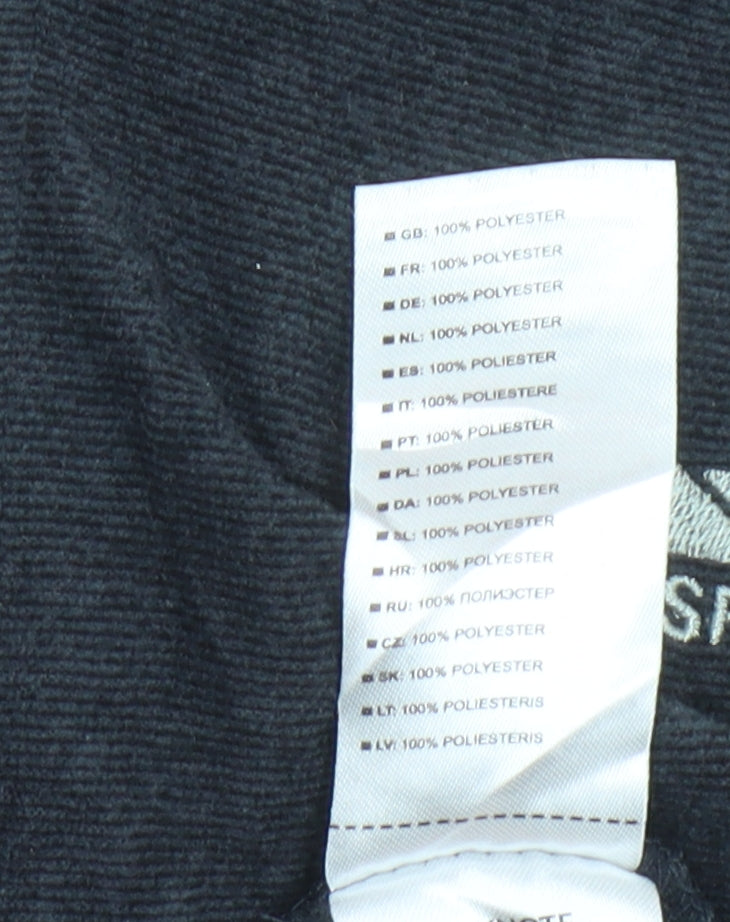 GB: 100% POLYESTER
FR: 100% POLYESTER
DE: 100% POLYESTER
NL: 100% POLYESTER
ES: 100% POLIESTER
IT: 100% POLIESTERE
PT: 100% POLIESTER
PL: 100% POLIESTER
DA: 100% POLYESTER
SL: 100% POLYESTER
HR: 100% POLYESTER
RU: 100% ПОЛИЭСТЕР
CZ: 100% POLYESTER
SK: 100% POLYESTER
LT: 100% POLIESTERIS
LV: 100% POLIESTERIS